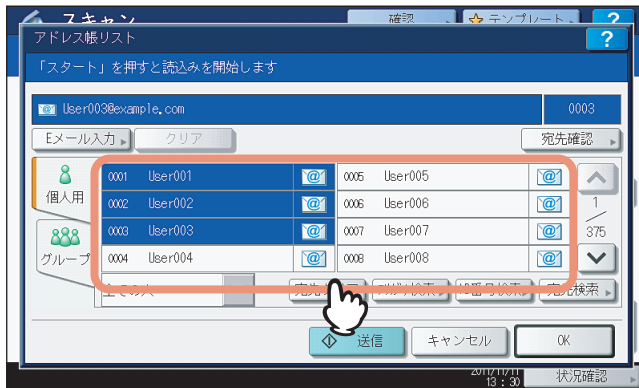 スキャン 確認 テンプレート ?
アドレス帳リスト ?
「スタート」を押すと読込みを開始します
User003@example.com 0003
Eメール入力 クリア 宛先確認
個人用
グループ
0001 User001 @ 0005 User005 @
0002 User002 @ 0006 User006 @
0003 User003 @ 0007 User007 @
0004 User004 @ 0008 User008 @
1
375
宛先検索
送信 キャンセル OK
2011/11/11
13:30
状況確認